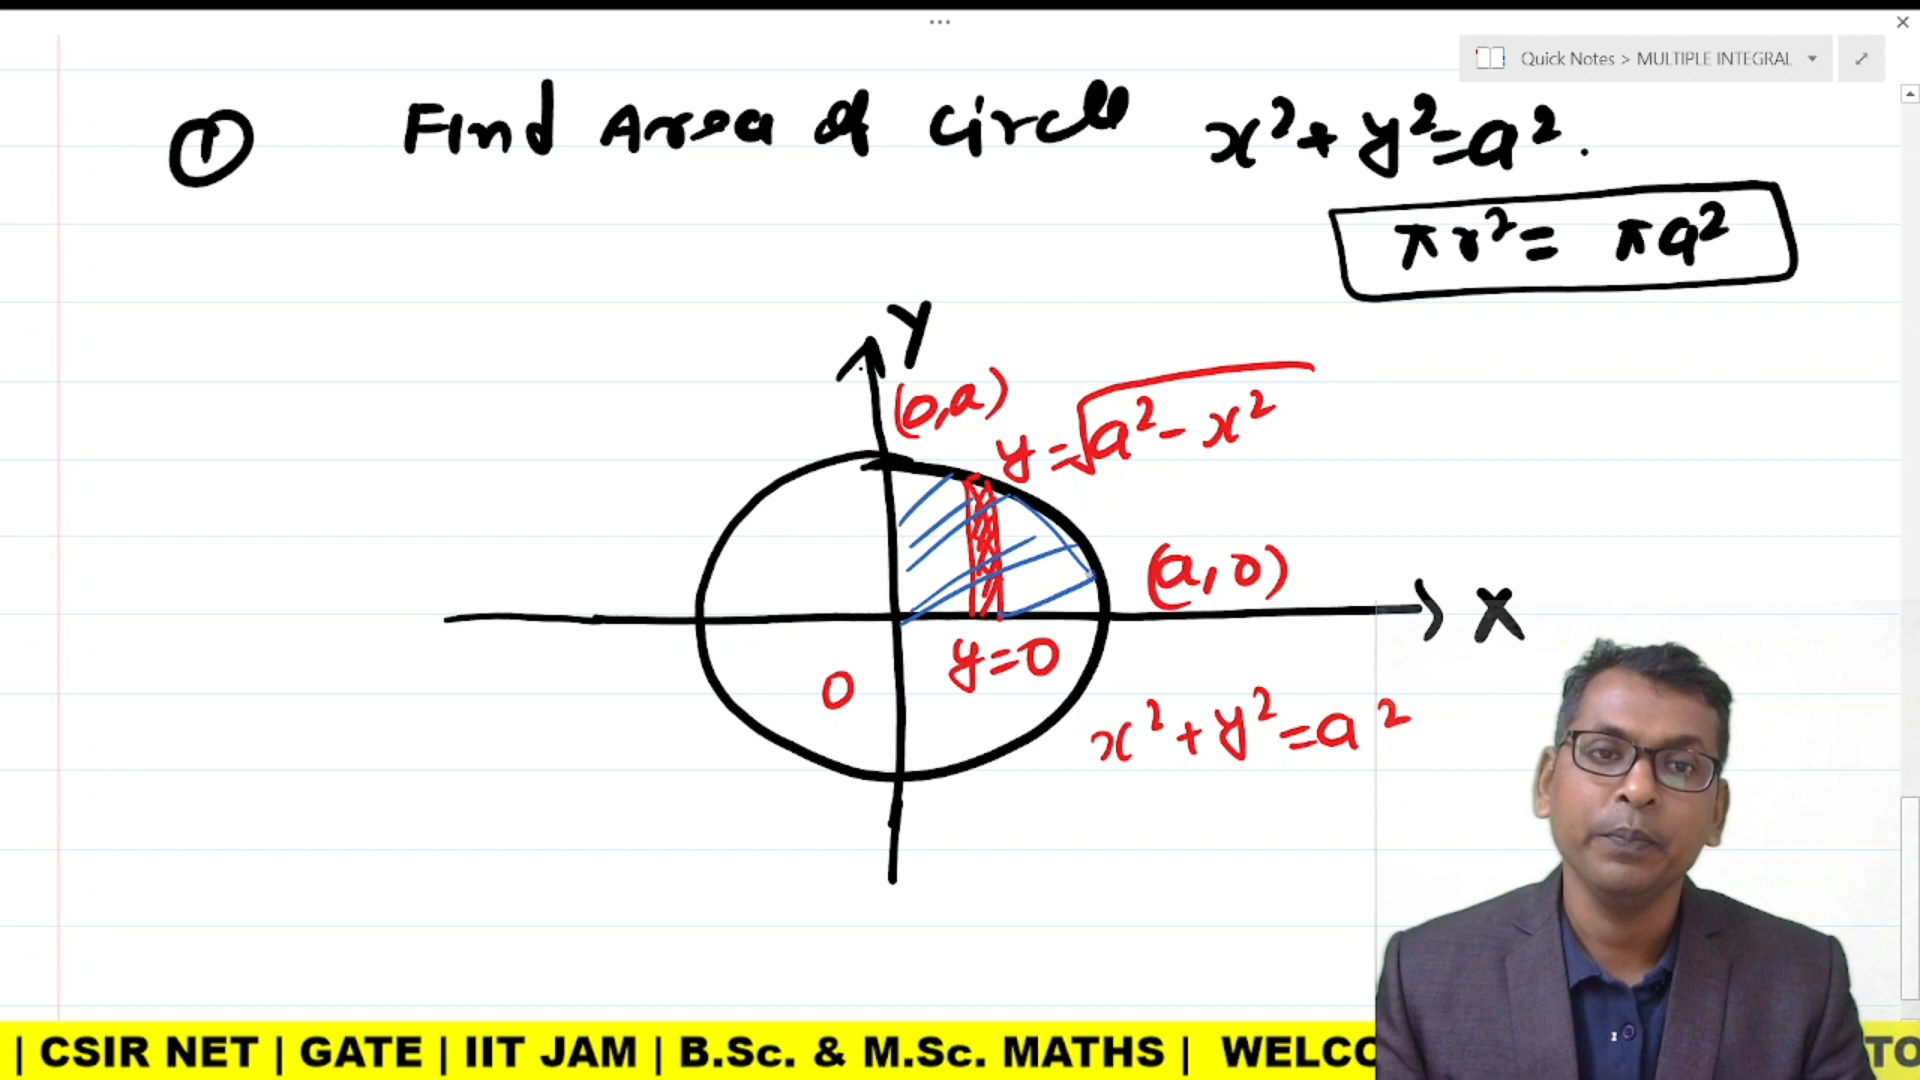 ...
Quick Notes > MULTIPLE INTEGRAL
① Find Area of Circle x²+y²=a².
πr²= πa²
Y
(0,a)
y=√a²-x²
(a,0)
X
y=0
0
x²+y²=a²
| CSIR NET | GATE | IIT JAM | B.Sc. & M.Sc. MATHS | WELCO
TO